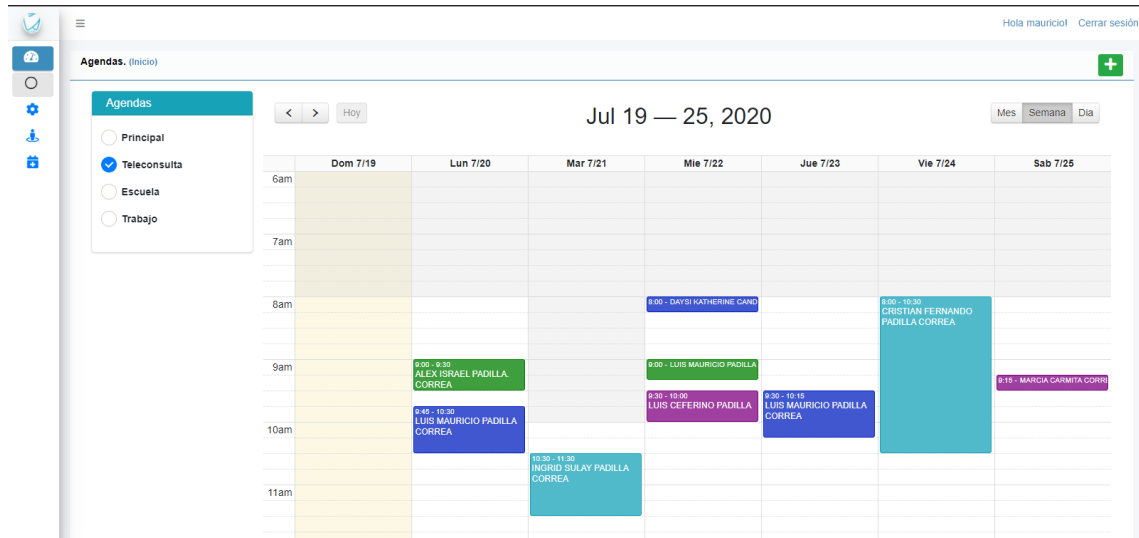 Hola mauricio! Cerrar sesión
Agendas. (Inicio)
Agendas
Principal
Teleconsulta
Escuela
Trabajo
Hoy
Jul 19 — 25, 2020
Mes Semana Dia
Dom 7/19 Lun 7/20 Mar 7/21 Mie 7/22 Jue 7/23 Vie 7/24 Sab 7/25
6am
7am
8am
8:00 - DAYSI KATHERINE CAND
8:00 - 10:30
CRISTIAN FERNANDO
PADILLA CORREA
9am
9:00 - 9:30
ALEX ISRAEL PADILLA.
CORREA
9:00 - LUIS MAURICIO PADILLA
9:15 - MARCIA CARMITA CORRE
9:30 - 10:00
LUIS CEFERINO PADILLA
9:30 - 10:15
LUIS MAURICIO PADILLA
CORREA
9:45 - 10:30
LUIS MAURICIO PADILLA
CORREA
10am
10:30 - 11:30
INGRID SULAY PADILLA
CORREA
11am